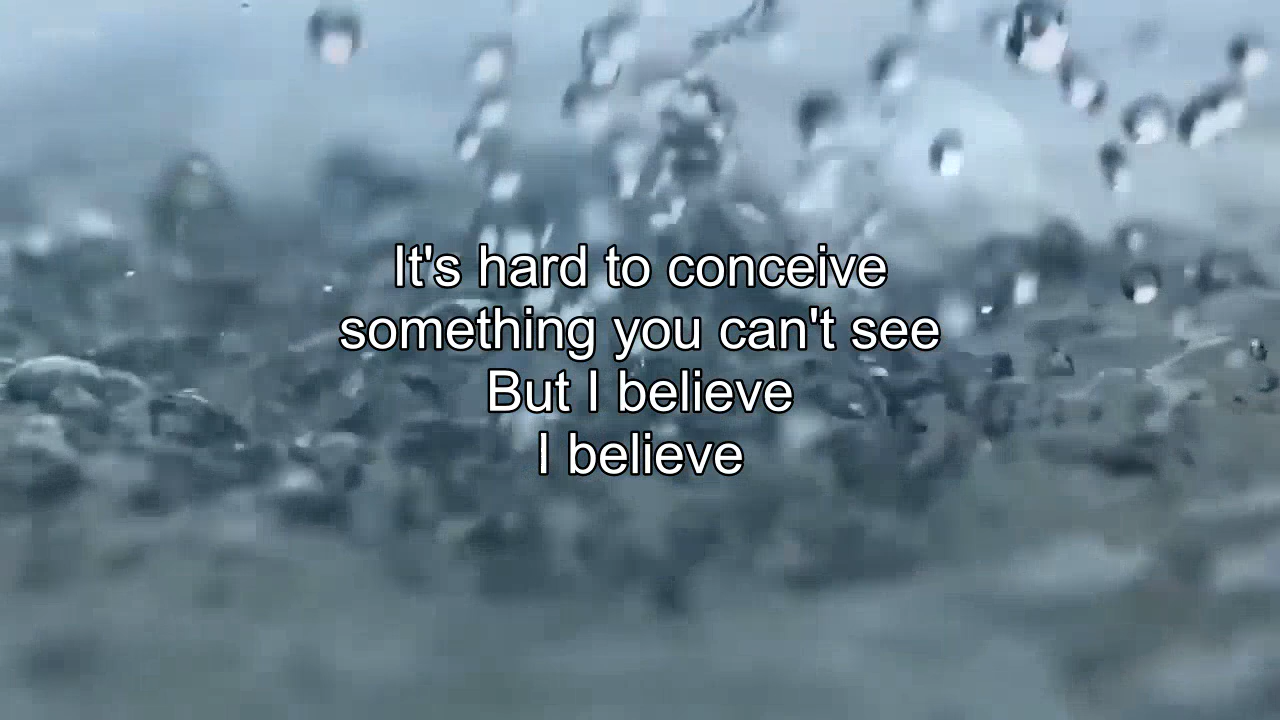 It's hard to conceive
something you can't see
But I believe
I believe